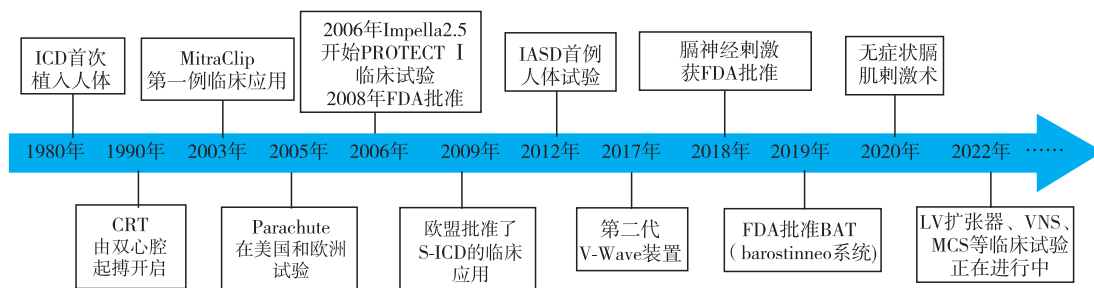 ICD首次
植入人体
MitraClip
第一例临床应用
2006年Impella2.5
开始PROTECT Ⅰ
临床试验
2008年FDA批准
IASD首例
人体试验
膈神经刺激
获FDA批准
无症状膈
肌刺激术
1980年 1990年 2003年 2005年 2006年 2009年 2012年 2017年 2018年 2019年 2020年 2022年 ……
CRT
由双心腔
起搏开启
Parachute
在美国和欧洲
试验
欧盟批准了
S-ICD的临床
应用
第二代
V-Wave装置
FDA批准BAT
（barostinneo系统)
LV扩张器、VNS、
MCS等临床试验
正在进行中